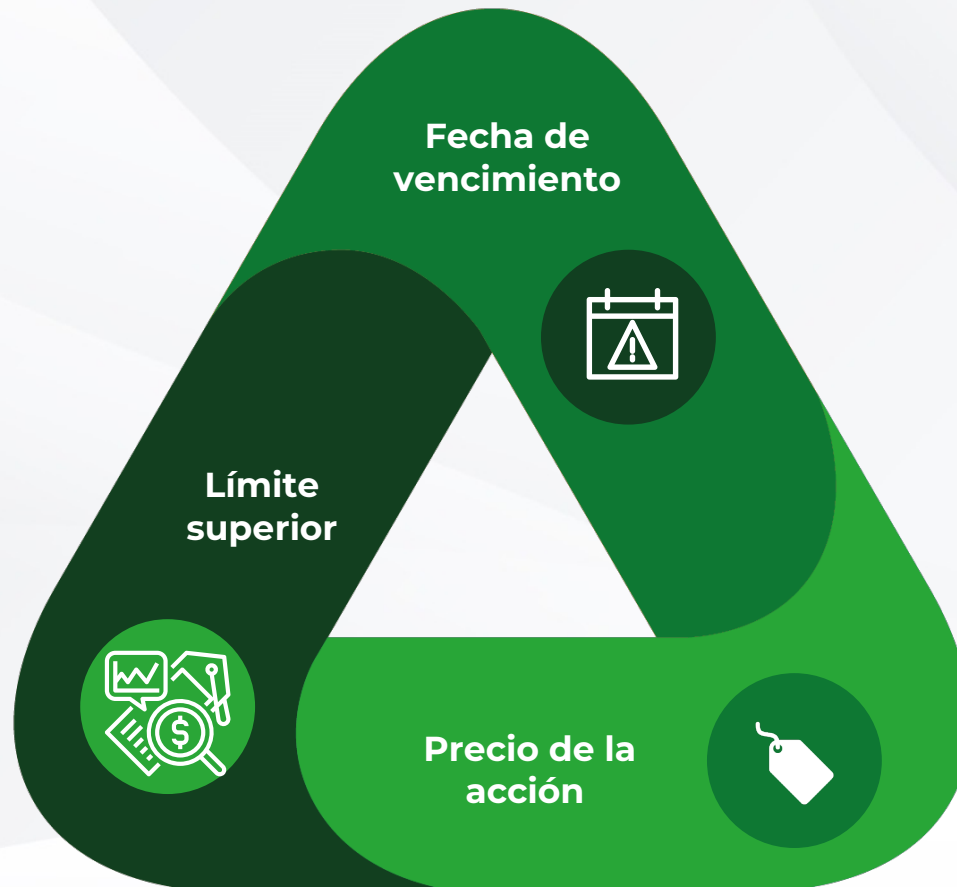 Fecha de
vencimiento
Límite
superior
$
Precio de la
acción